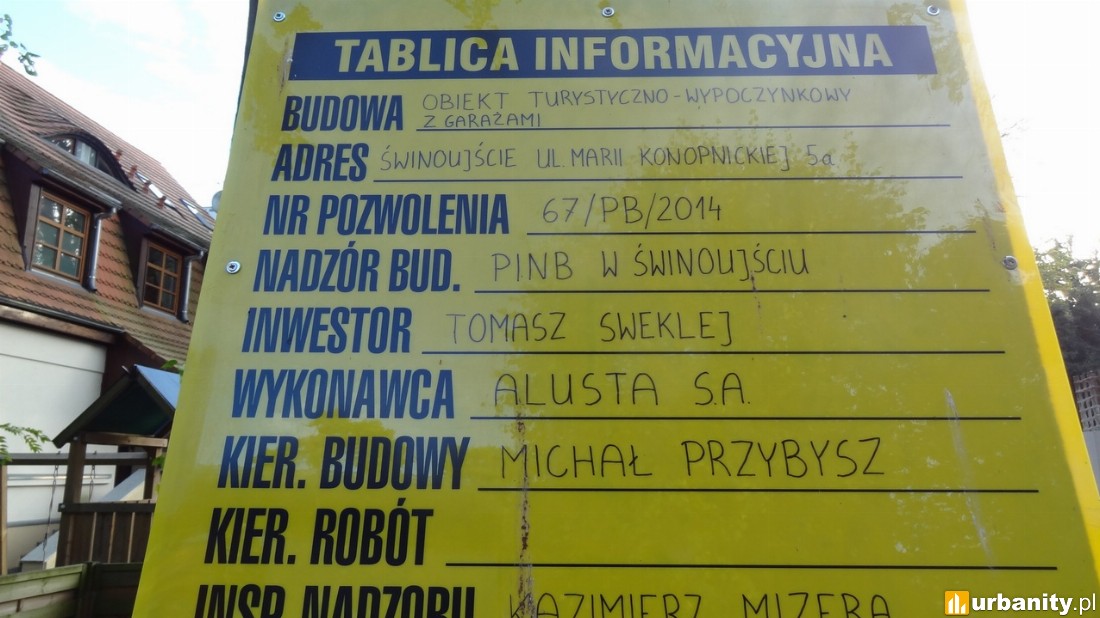 TABLICA INFORMACYJNA
BUDOWA OBIEKT TURYSTYCZNO-WYPOCZYNKOWY
Z GARAŻAMI
ADRES ŚWINOUJŚCIE UL. MARII KONOPNICKIEJ 5a
NR POZWOLENIA 67/PB/2014
NADZÓR BUD. PINB W ŚWINOUJŚCIU
INWESTOR TOMASZ SWEKLEJ
WYKONAWCA ALUSTA S.A.
KIER. BUDOWY MICHAŁ PRZYBYSZ
KIER. ROBÓT
INSP. NADZORU KAZIMIERZ MIZERA
urbanity.pl